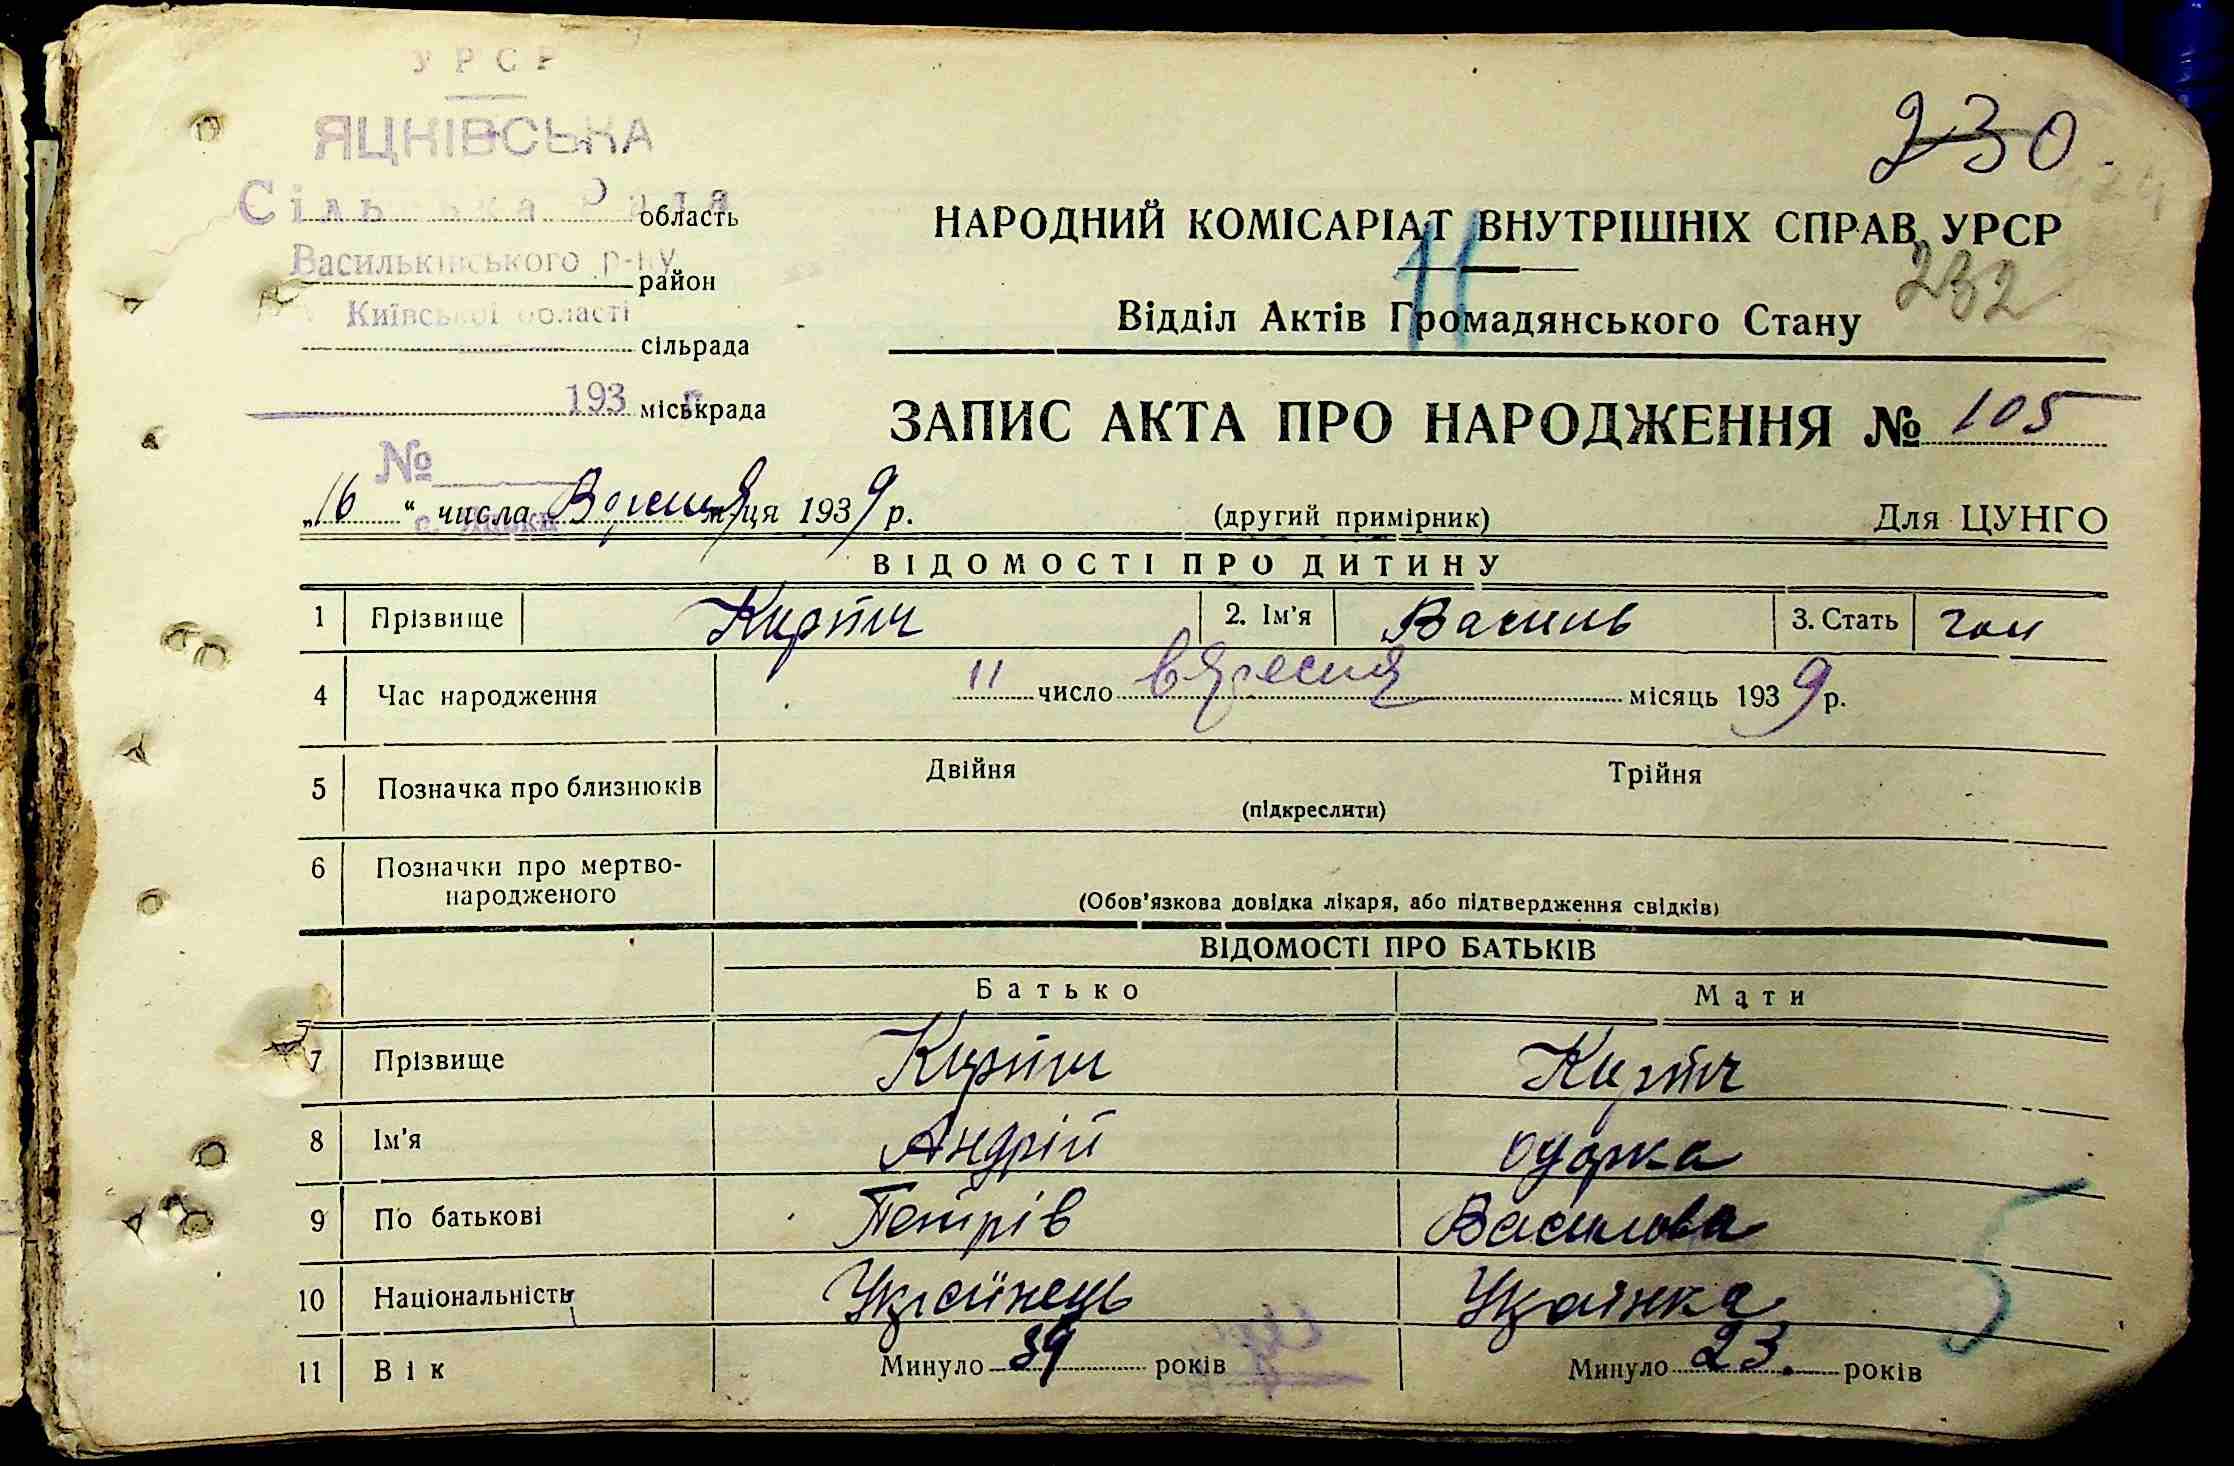 УРСР
ЯЦКІВСЬКА
Сільська Рада
область
Васильківського р-ну
район
Київської області
сільрада
193 г.
міськрада
№
с. Яцьки
230
232
НАРОДНИЙ КОМІСАРІАТ ВНУТРІШНІХ СПРАВ УРСР
11
Відділ Актів Громадянського Стану
ЗАПИС АКТА ПРО НАРОДЖЕННЯ № 105
„16“ числа Вересня м-ця 1939 р. (другий примірник) Для ЦУНГО
ВІДОМОСТІ ПРО ДИТИНУ
1 Прізвище Кирпич 2. Ім'я Василь 3. Стать чол
4 Час народження 11 число вересня місяць 1939 р.
5 Позначка про близнюків Двійня Трійня
(підкреслити)
6 Позначки про мертво-
народженого
(Обов'язкова довідка лікаря, або підтвердження свідків)
ВІДОМОСТІ ПРО БАТЬКІВ
Батько Мати
7 Прізвище Кирпич Кирпич
8 Ім'я Андрій Одарка
9 По батькові Петрів Василова
10 Національність Українець Українка
5
11 Вік Минуло 39 років Минуло 23. років